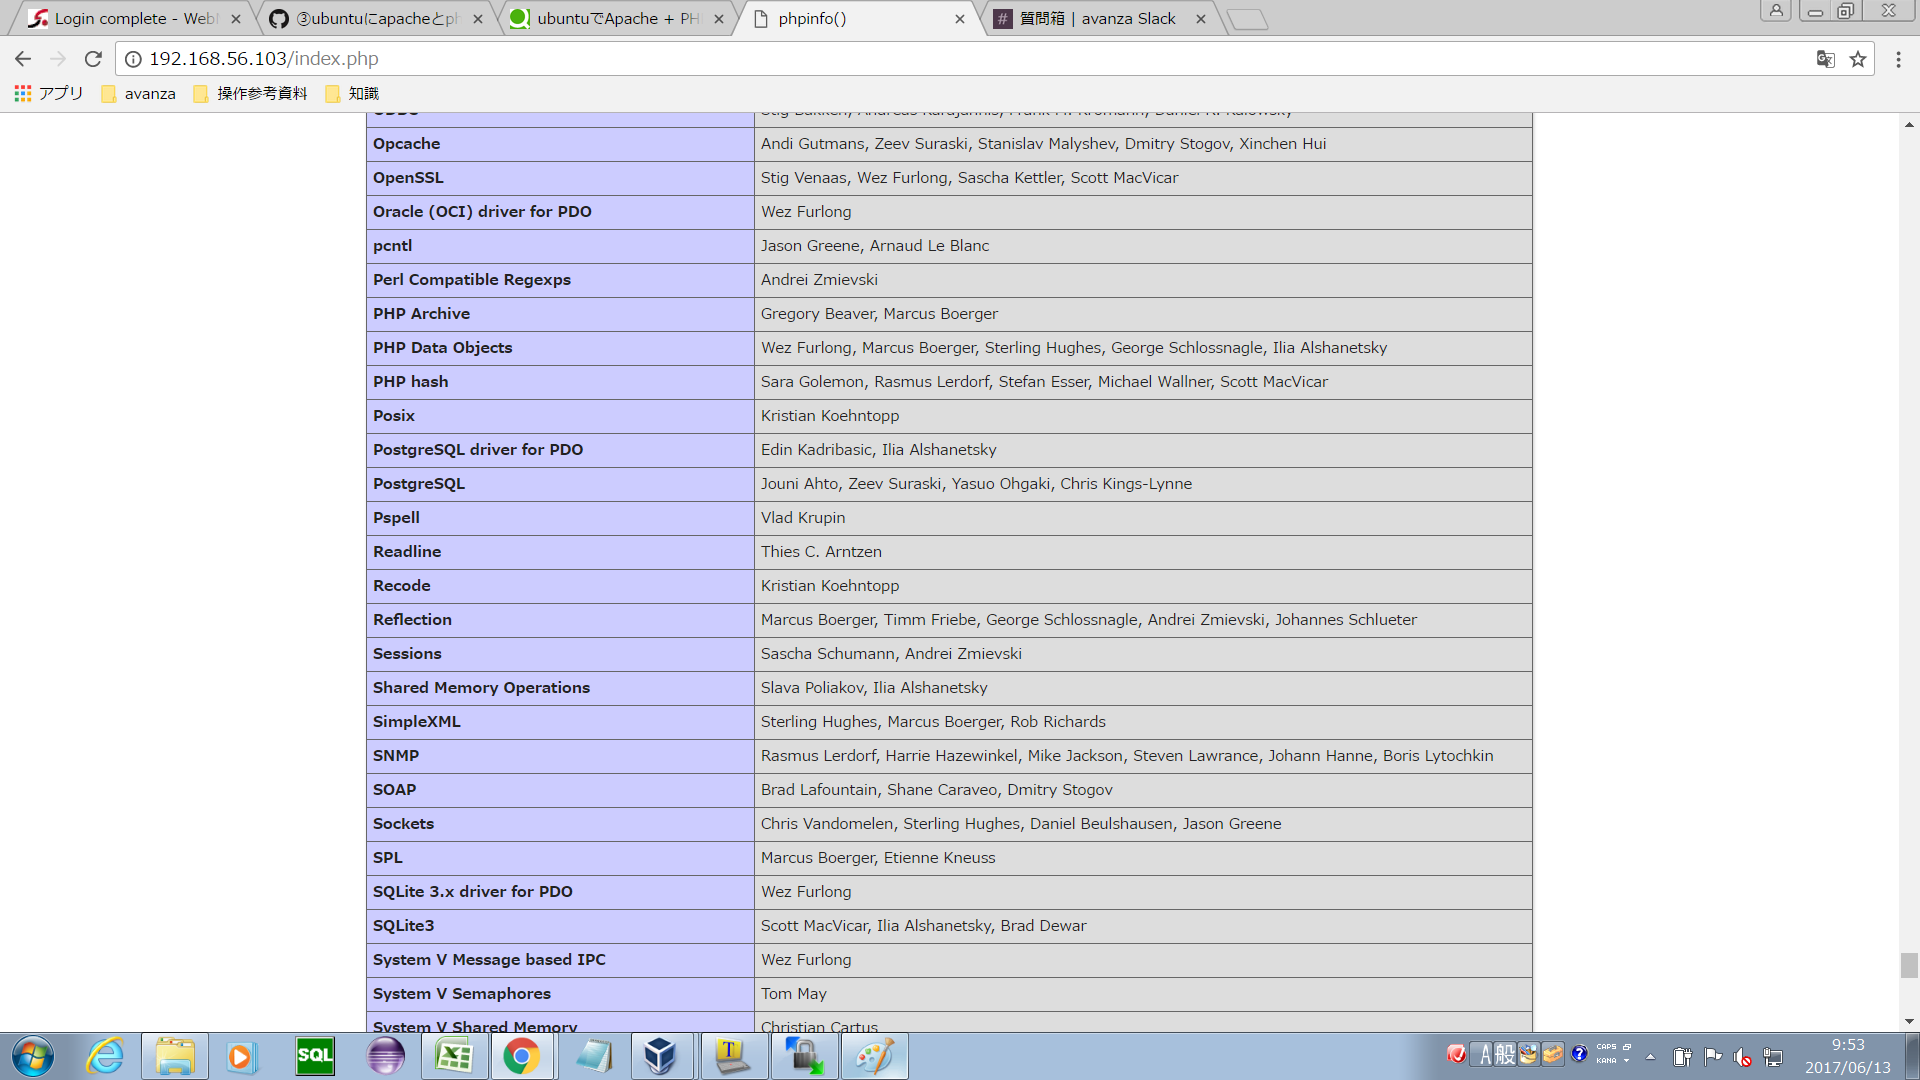 Login complete - Web
③ubuntuにapacheとph
ubuntuでApache + PH
phpinfo()
質問箱 | avanza Slack
192.168.56.103/index.php
アプリ avanza 操作参考資料 知識
Opcache Andi Gutmans, Zeev Suraski, Stanislav Malyshev, Dmitry Stogov, Xinchen Hui
OpenSSL Stig Venaas, Wez Furlong, Sascha Kettler, Scott MacVicar
Oracle (OCI) driver for PDO Wez Furlong
pcntl Jason Greene, Arnaud Le Blanc
Perl Compatible Regexps Andrei Zmievski
PHP Archive Gregory Beaver, Marcus Boerger
PHP Data Objects Wez Furlong, Marcus Boerger, Sterling Hughes, George Schlossnagle, Ilia Alshanetsky
PHP hash Sara Golemon, Rasmus Lerdorf, Stefan Esser, Michael Wallner, Scott MacVicar
Posix Kristian Koehntopp
PostgreSQL driver for PDO Edin Kadribasic, Ilia Alshanetsky
PostgreSQL Jouni Ahto, Zeev Suraski, Yasuo Ohgaki, Chris Kings-Lynne
Pspell Vlad Krupin
Readline Thies C. Arntzen
Recode Kristian Koehntopp
Reflection Marcus Boerger, Timm Friebe, George Schlossnagle, Andrei Zmievski, Johannes Schlueter
Sessions Sascha Schumann, Andrei Zmievski
Shared Memory Operations Slava Poliakov, Ilia Alshanetsky
SimpleXML Sterling Hughes, Marcus Boerger, Rob Richards
SNMP Rasmus Lerdorf, Harrie Hazewinkel, Mike Jackson, Steven Lawrance, Johann Hanne, Boris Lytochkin
SOAP Brad Lafountain, Shane Caraveo, Dmitry Stogov
Sockets Chris Vandomelen, Sterling Hughes, Daniel Beulshausen, Jason Greene
SPL Marcus Boerger, Etienne Kneuss
SQLite 3.x driver for PDO Wez Furlong
SQLite3 Scott MacVicar, Ilia Alshanetsky, Brad Dewar
System V Message based IPC Wez Furlong
System V Semaphores Tom May
System V Shared Memory Christian Cartus
SQL
A 般
CAPS
KANA
9:53
2017/06/13